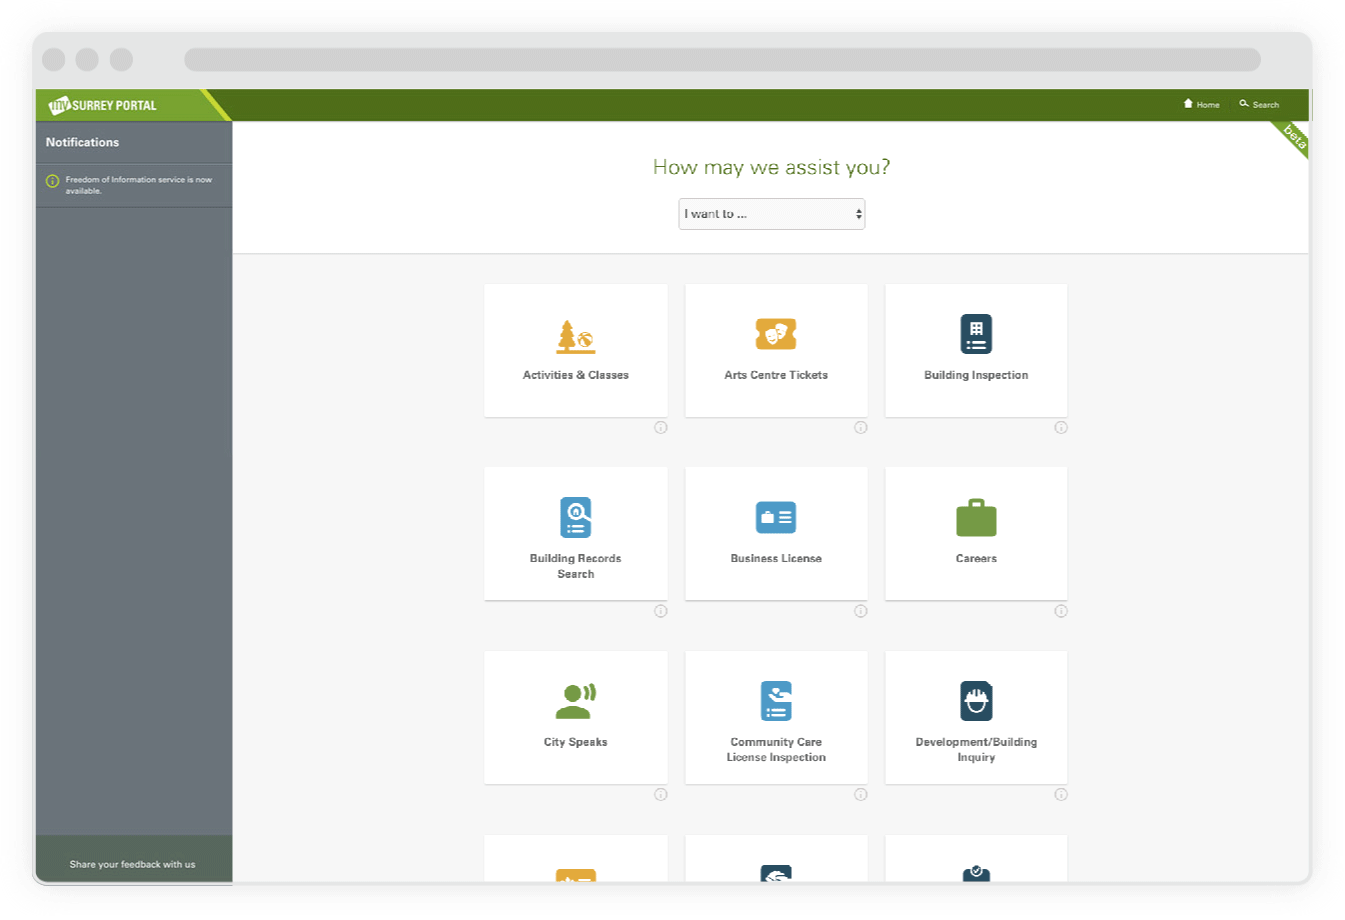 my SURREY PORTAL
Home
Search
beta
Notifications
Freedom of Information service is now
available.
How may we assist you?
I want to ...
Activities & Classes
Arts Centre Tickets
Building Inspection
Building Records
Search
Business License
Careers
City Speaks
Community Care
License Inspection
Development/Building
Inquiry
Share your feedback with us